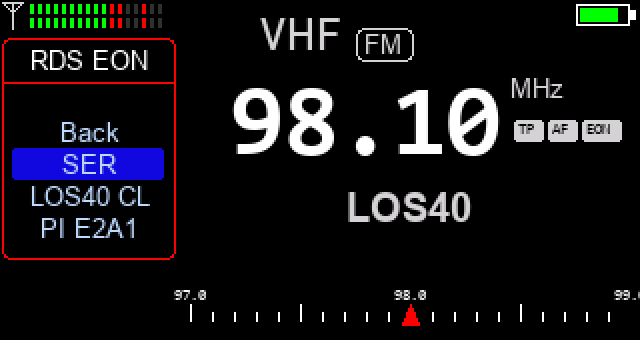 RDS EON
Back
SER
LOS40 CL
PI E2A1
VHF FM
98.10 MHz
TP AF EON
LOS40
97.0 98.0 99.0